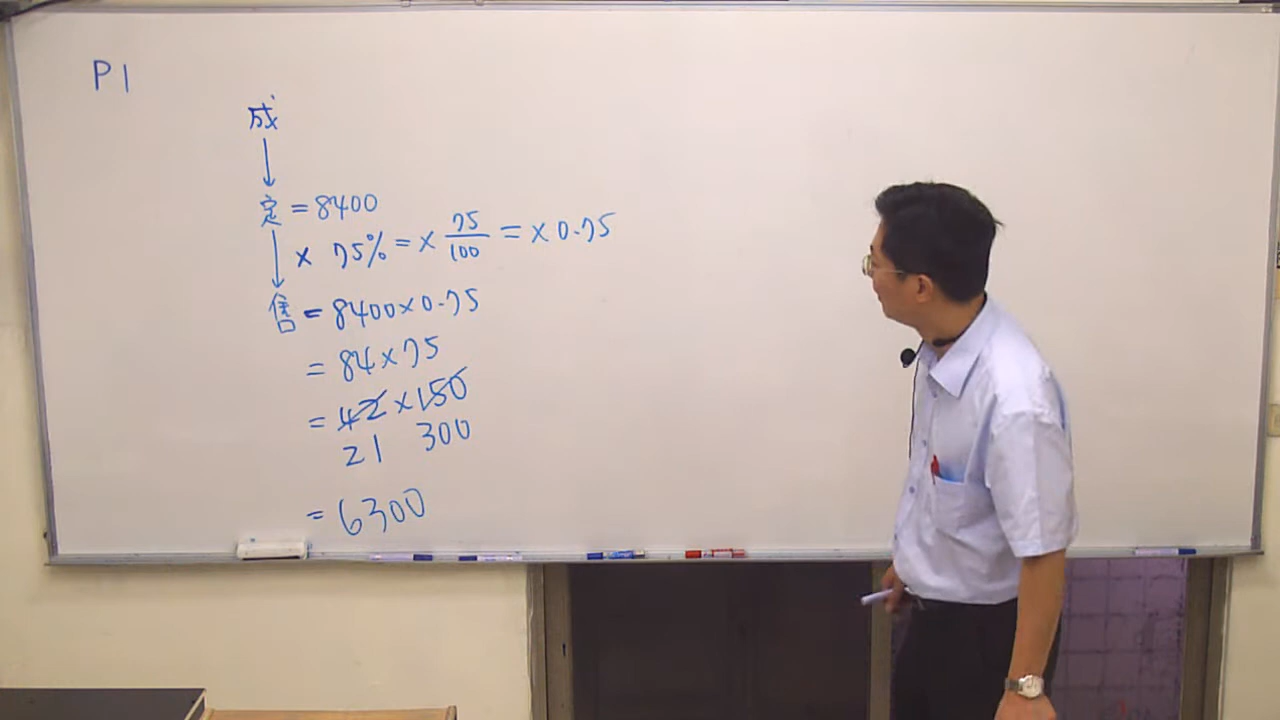 P1
成
↓
定 = 8400
↓ × 75% = × 75/100 = × 0.75
售 = 8400×0.75
= 84×75
= 42×150
21 300
= 6300